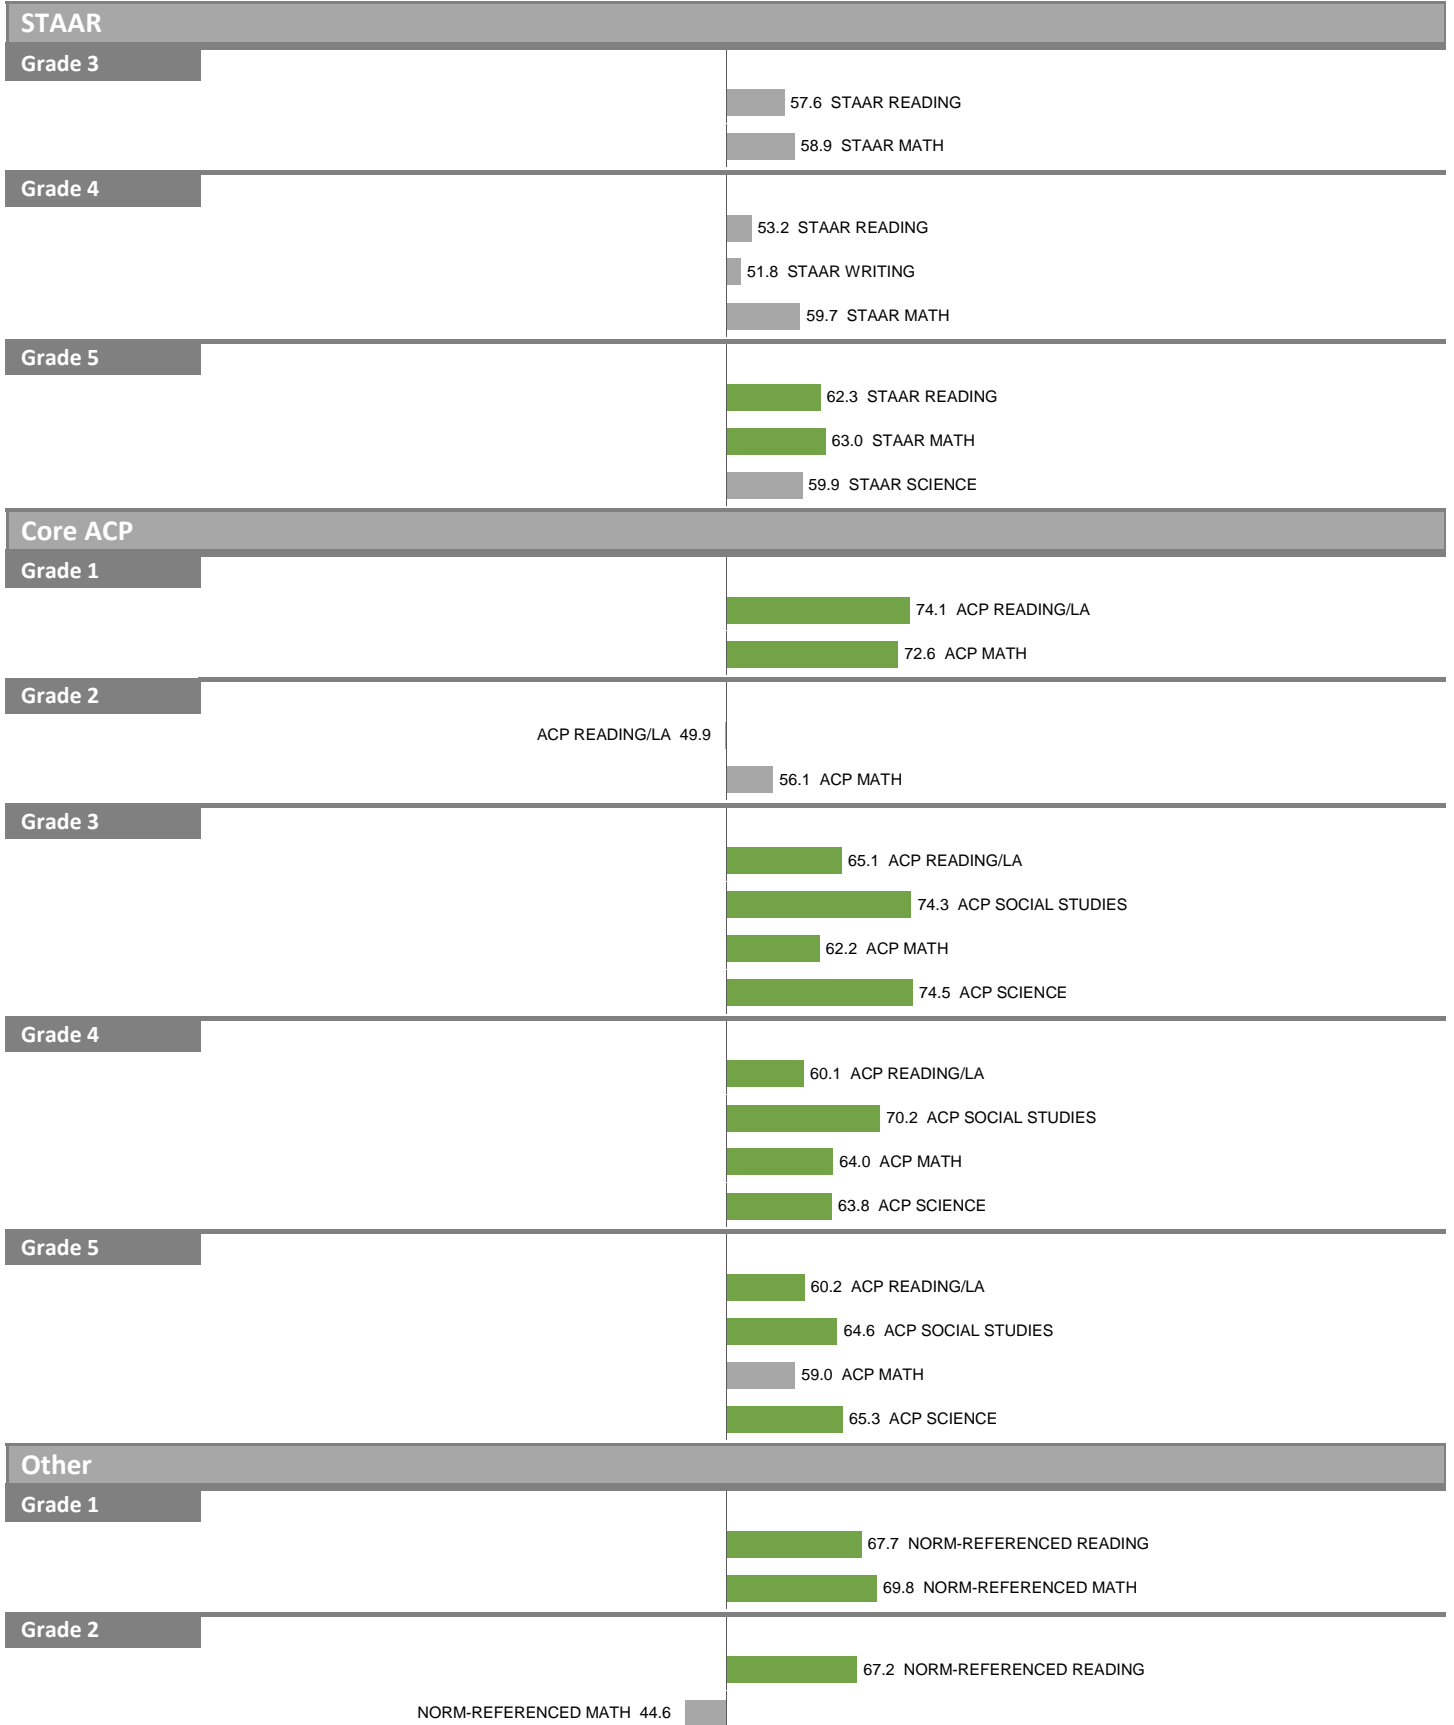 STAAR
Grade 3
57.6 STAAR READING
58.9 STAAR MATH
Grade 4
53.2 STAAR READING
51.8 STAAR WRITING
59.7 STAAR MATH
Grade 5
62.3 STAAR READING
63.0 STAAR MATH
59.9 STAAR SCIENCE
Core ACP
Grade 1
74.1 ACP READING/LA
72.6 ACP MATH
Grade 2
ACP READING/LA 49.9
56.1 ACP MATH
Grade 3
65.1 ACP READING/LA
74.3 ACP SOCIAL STUDIES
62.2 ACP MATH
74.5 ACP SCIENCE
Grade 4
60.1 ACP READING/LA
70.2 ACP SOCIAL STUDIES
64.0 ACP MATH
63.8 ACP SCIENCE
Grade 5
60.2 ACP READING/LA
64.6 ACP SOCIAL STUDIES
59.0 ACP MATH
65.3 ACP SCIENCE
Other
Grade 1
67.7 NORM-REFERENCED READING
69.8 NORM-REFERENCED MATH
Grade 2
67.2 NORM-REFERENCED READING
NORM-REFERENCED MATH 44.6